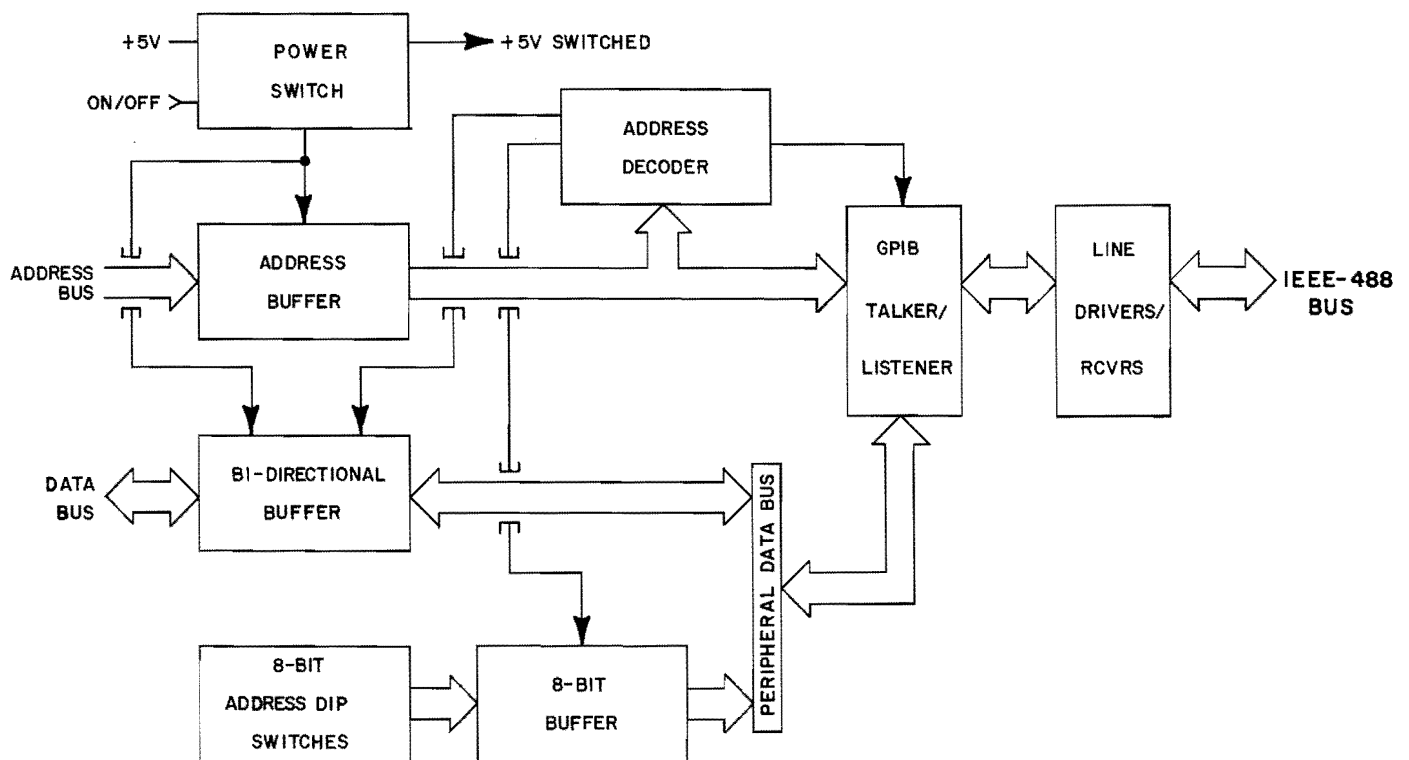 +5V
POWER
SWITCH
+5V SWITCHED
ON/OFF
ADDRESS
DECODER
ADDRESS
BUS
ADDRESS
BUFFER
GPIB
TALKER/
LISTENER
LINE
DRIVERS/
RCVRS
IEEE-488
BUS
DATA
BUS
BI-DIRECTIONAL
BUFFER
PERIPHERAL DATA BUS
8-BIT
ADDRESS DIP
SWITCHES
8-BIT
BUFFER